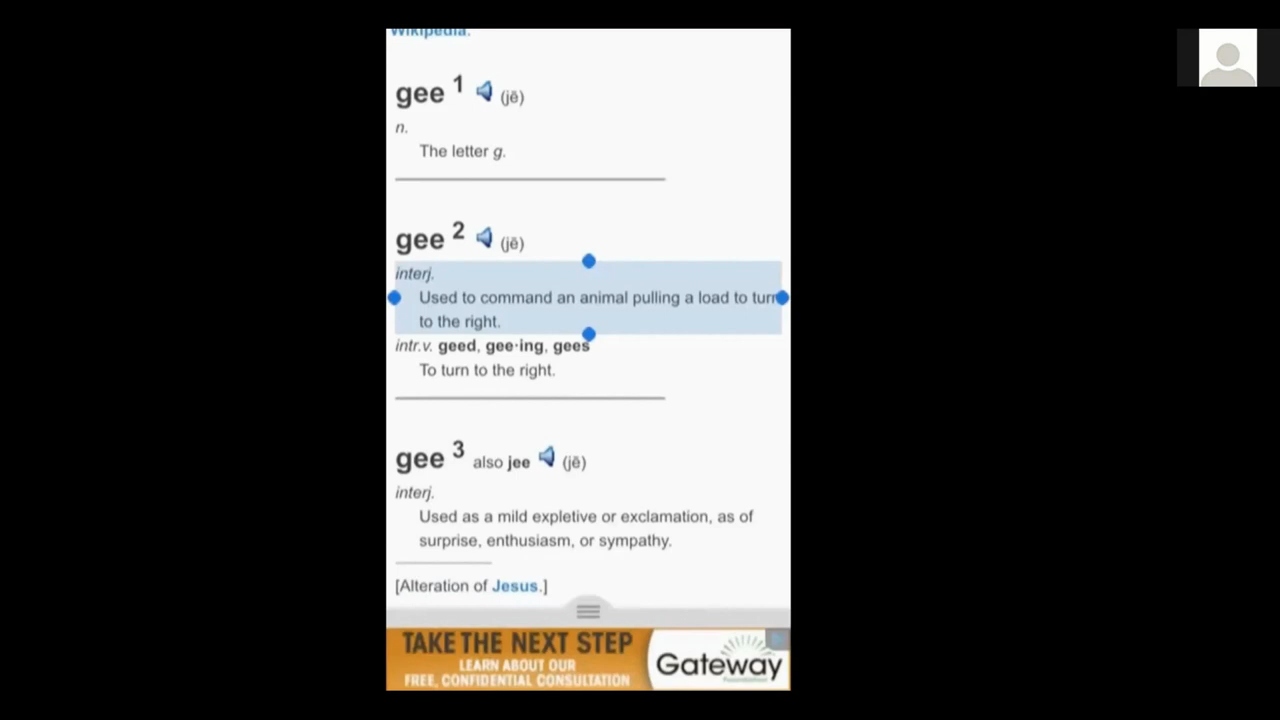 Wikipedia.
gee 1 (jē)
n.
The letter g.
gee 2 (jē)
interj.
Used to command an animal pulling a load to turn
to the right.
intr.v. geed, gee·ing, gees
To turn to the right.
gee 3 also jee (jē)
interj.
Used as a mild expletive or exclamation, as of
surprise, enthusiasm, or sympathy.
[Alteration of Jesus.]
TAKE THE NEXT STEP
LEARN ABOUT OUR
FREE, CONFIDENTIAL CONSULTATION
Gateway